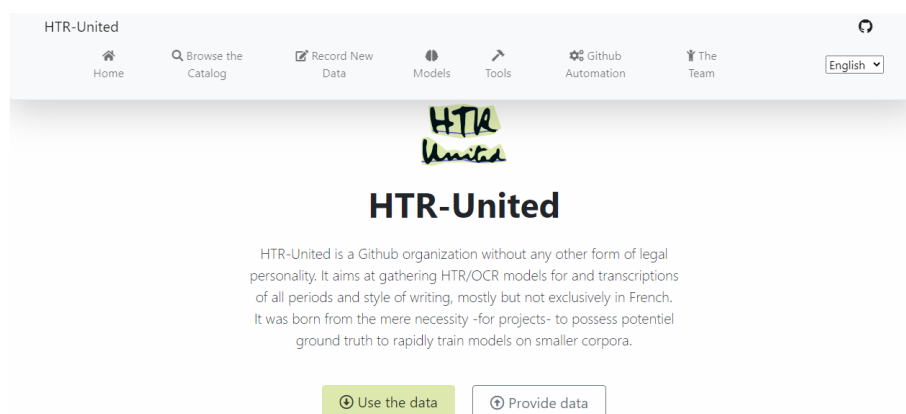 HTR-United
Home
Browse the
Catalog
Record New
Data
Models
Tools
Github
Automation
The
Team
English
HTR
United
HTR-United
HTR-United is a Github organization without any other form of legal
personality. It aims at gathering HTR/OCR models for and transcriptions
of all periods and style of writing, mostly but not exclusively in French.
It was born from the mere necessity -for projects- to possess potentiel
ground truth to rapidly train models on smaller corpora.
Use the data
Provide data